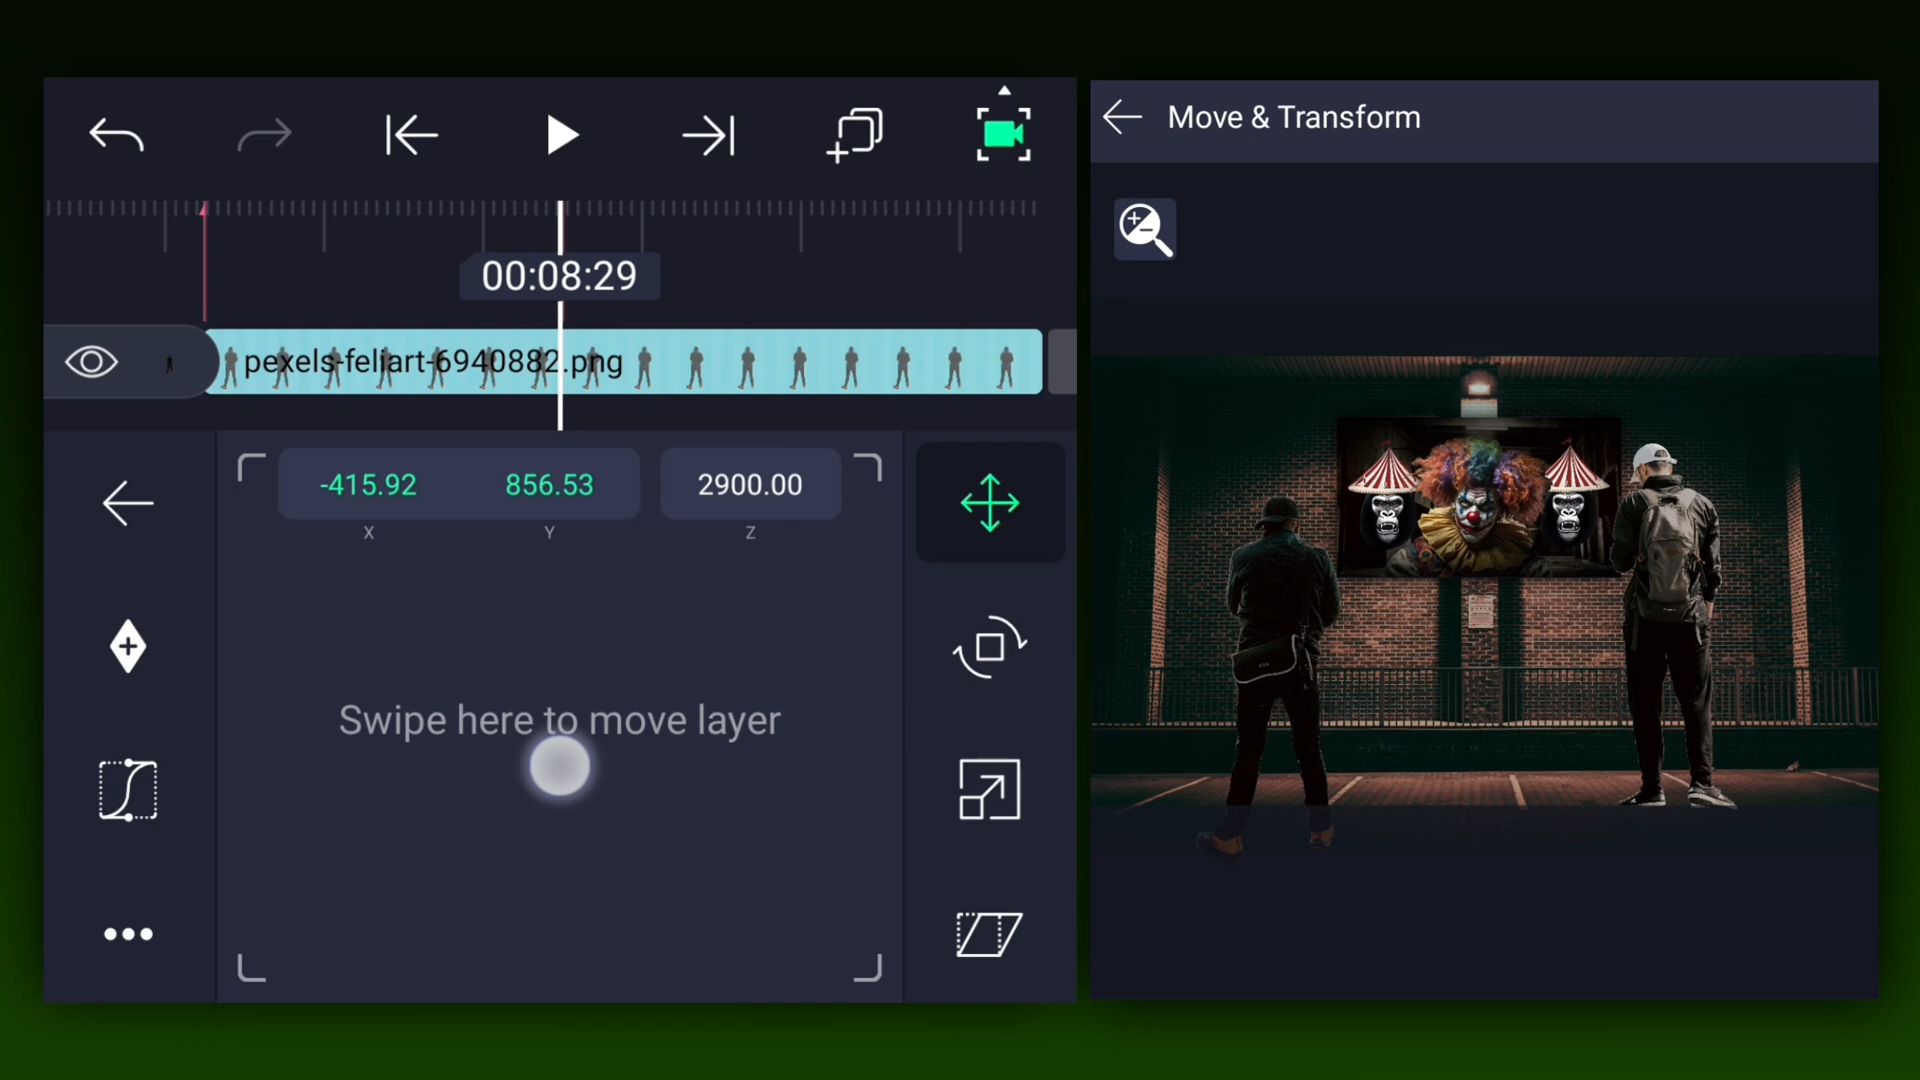 Move & Transform
00:08:29
pexels-feliart-6940882.png
-415.92 856.53 2900.00
X Y Z
Swipe here to move layer